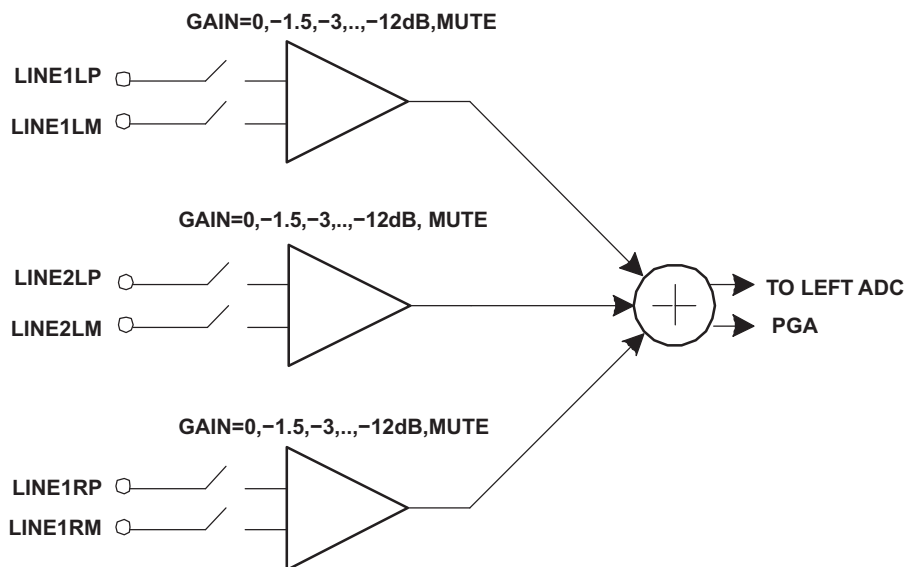 GAIN=0,−1.5,−3,..,−12dB,MUTE
LINE1LP
LINE1LM
GAIN=0,−1.5,−3,..,−12dB, MUTE
LINE2LP
LINE2LM
TO LEFT ADC
PGA
GAIN=0,−1.5,−3,..,−12dB,MUTE
LINE1RP
LINE1RM